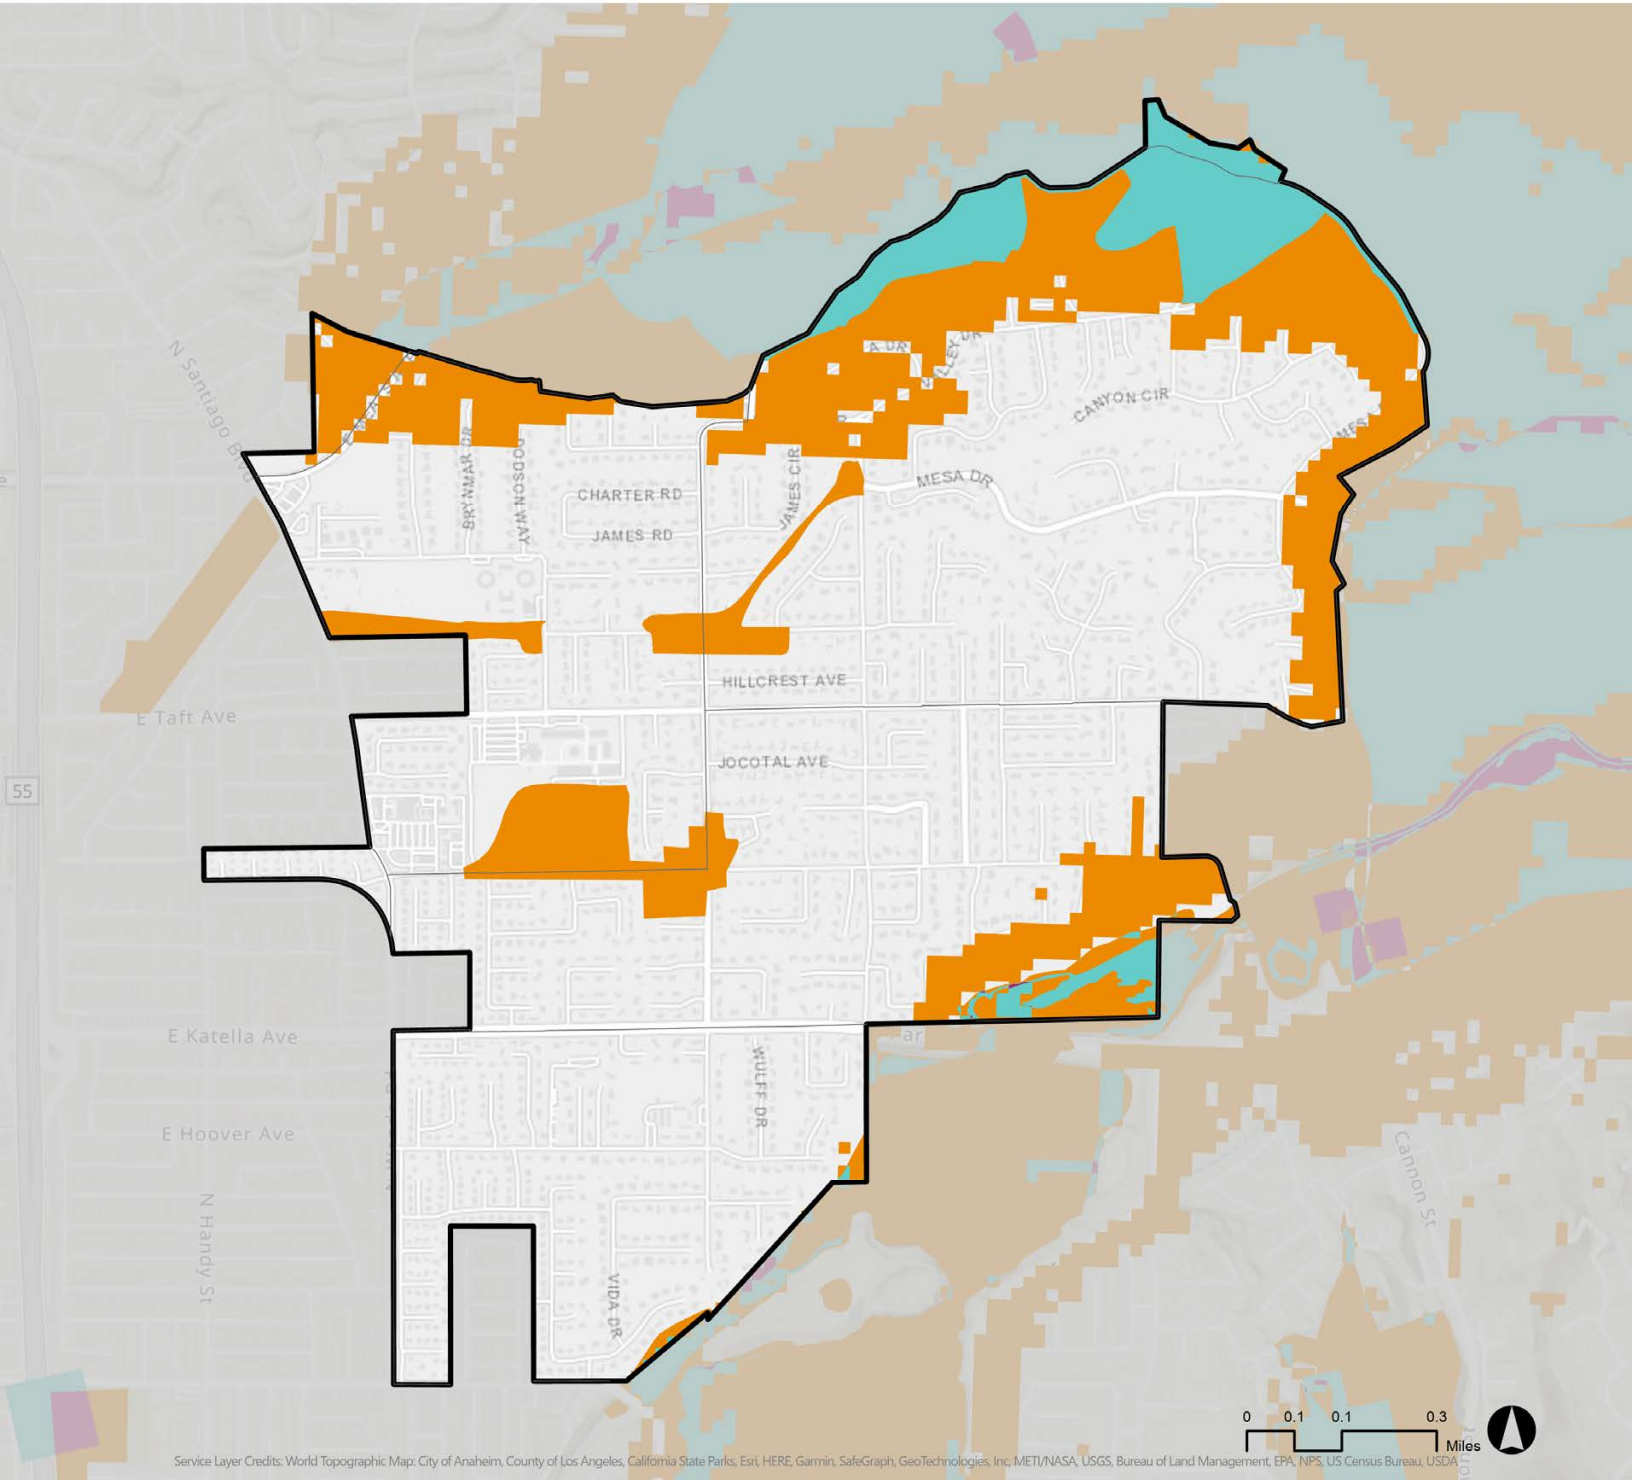 N Santiago Blvd
A DR
CANYON CIR
MESA
BRYNMAR DR
DODSON WAY
CHARTER RD
JAMES CIR
MESA DR
JAMES RD
HILLCREST AVE
E Taft Ave
JOCOTAL AVE
55
E Katella Ave
WULFF DR
E Hoover Ave
Cannon St
N Handy St
VIDA DR
0 0.1 0.1 0.3
Miles
Service Layer Credits: World Topographic Map: City of Anaheim, County of Los Angeles, California State Parks, Esri, HERE, Garmin, SafeGraph, GeoTechnologies, Inc, METI/NASA, USGS, Bureau of Land Management, EPA, NPS, US Census Bureau, USDA